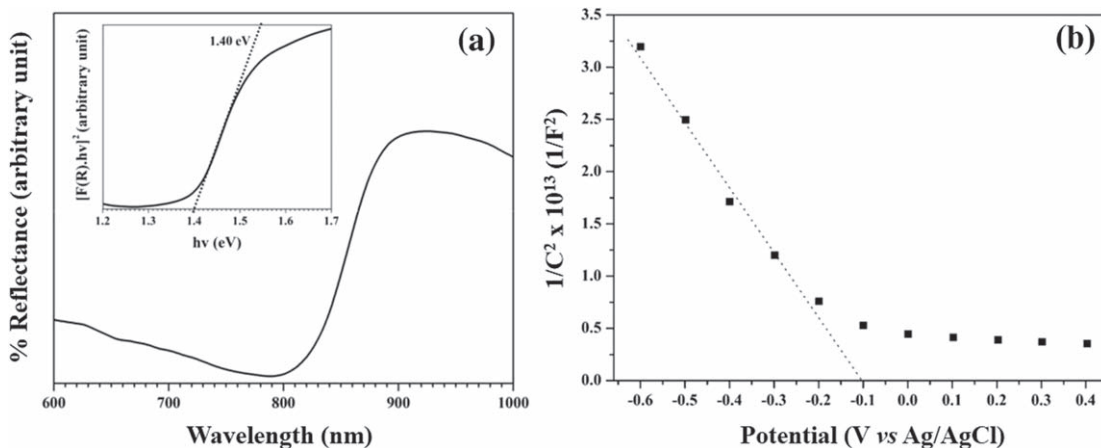 (a)
1.40 eV
[F(R).hν]² (arbitrary unit)
1.2 1.3 1.4 1.5 1.6 1.7
hν (eV)
% Reflectance (arbitrary unit)
600 700 800 900 1000
Wavelength (nm)
(b)
3.5
3.0
2.5
2.0
1.5
1.0
0.5
0.0
1/C² x 10¹³ (1/F²)
-0.6 -0.5 -0.4 -0.3 -0.2 -0.1 0.0 0.1 0.2 0.3 0.4
Potential (V vs Ag/AgCl)